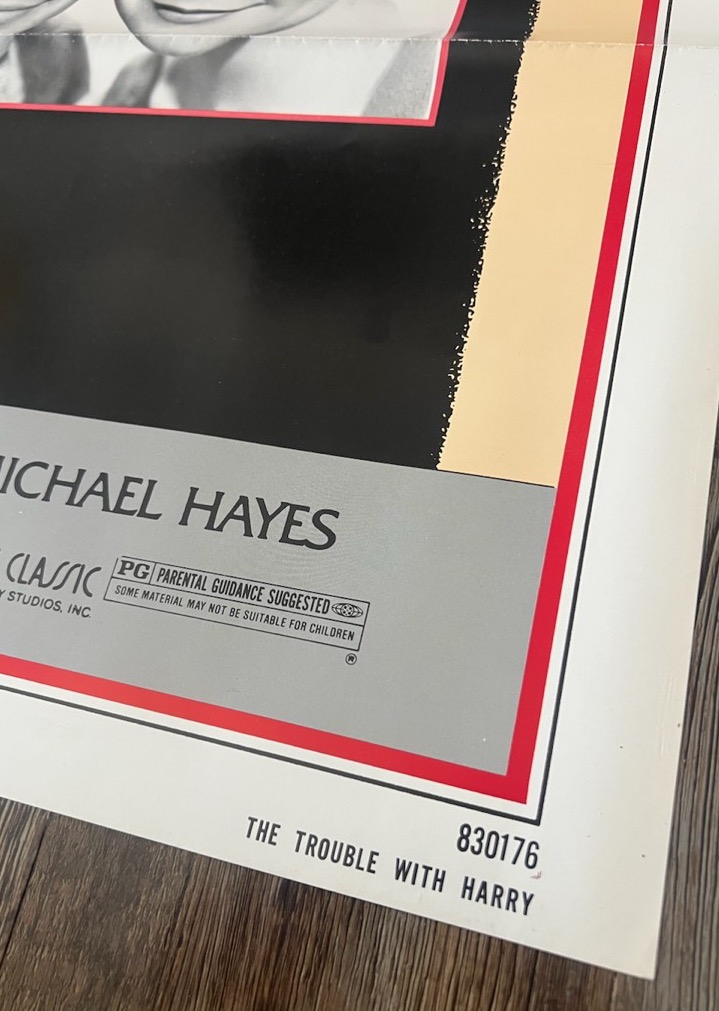 MICHAEL HAYES
CLASSIC
Y STUDIOS, INC.
PG PARENTAL GUIDANCE SUGGESTED
SOME MATERIAL MAY NOT BE SUITABLE FOR CHILDREN
®
830176
THE TROUBLE WITH HARRY